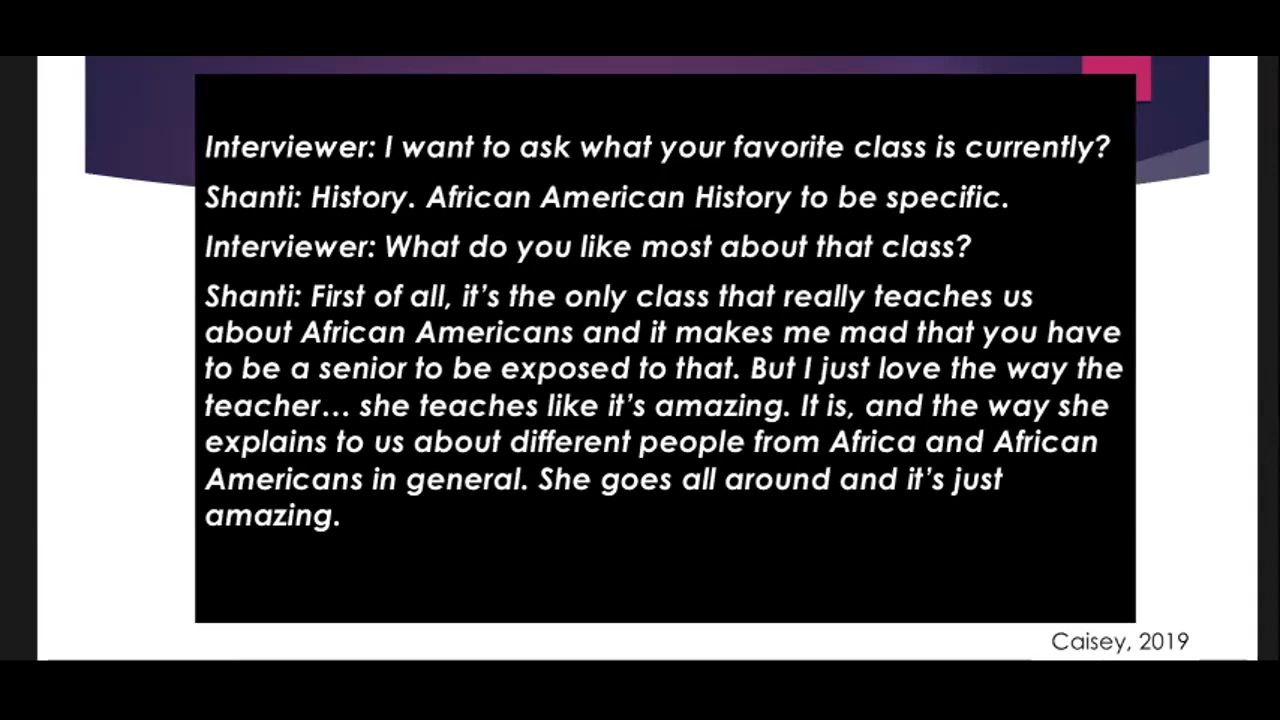 Interviewer: I want to ask what your favorite class is currently?
Shanti: History. African American History to be specific.
Interviewer: What do you like most about that class?
Shanti: First of all, it's the only class that really teaches us
about African Americans and it makes me mad that you have
to be a senior to be exposed to that. But I just love the way the
teacher… she teaches like it's amazing. It is, and the way she
explains to us about different people from Africa and African
Americans in general. She goes all around and it's just
amazing.
Caisey, 2019